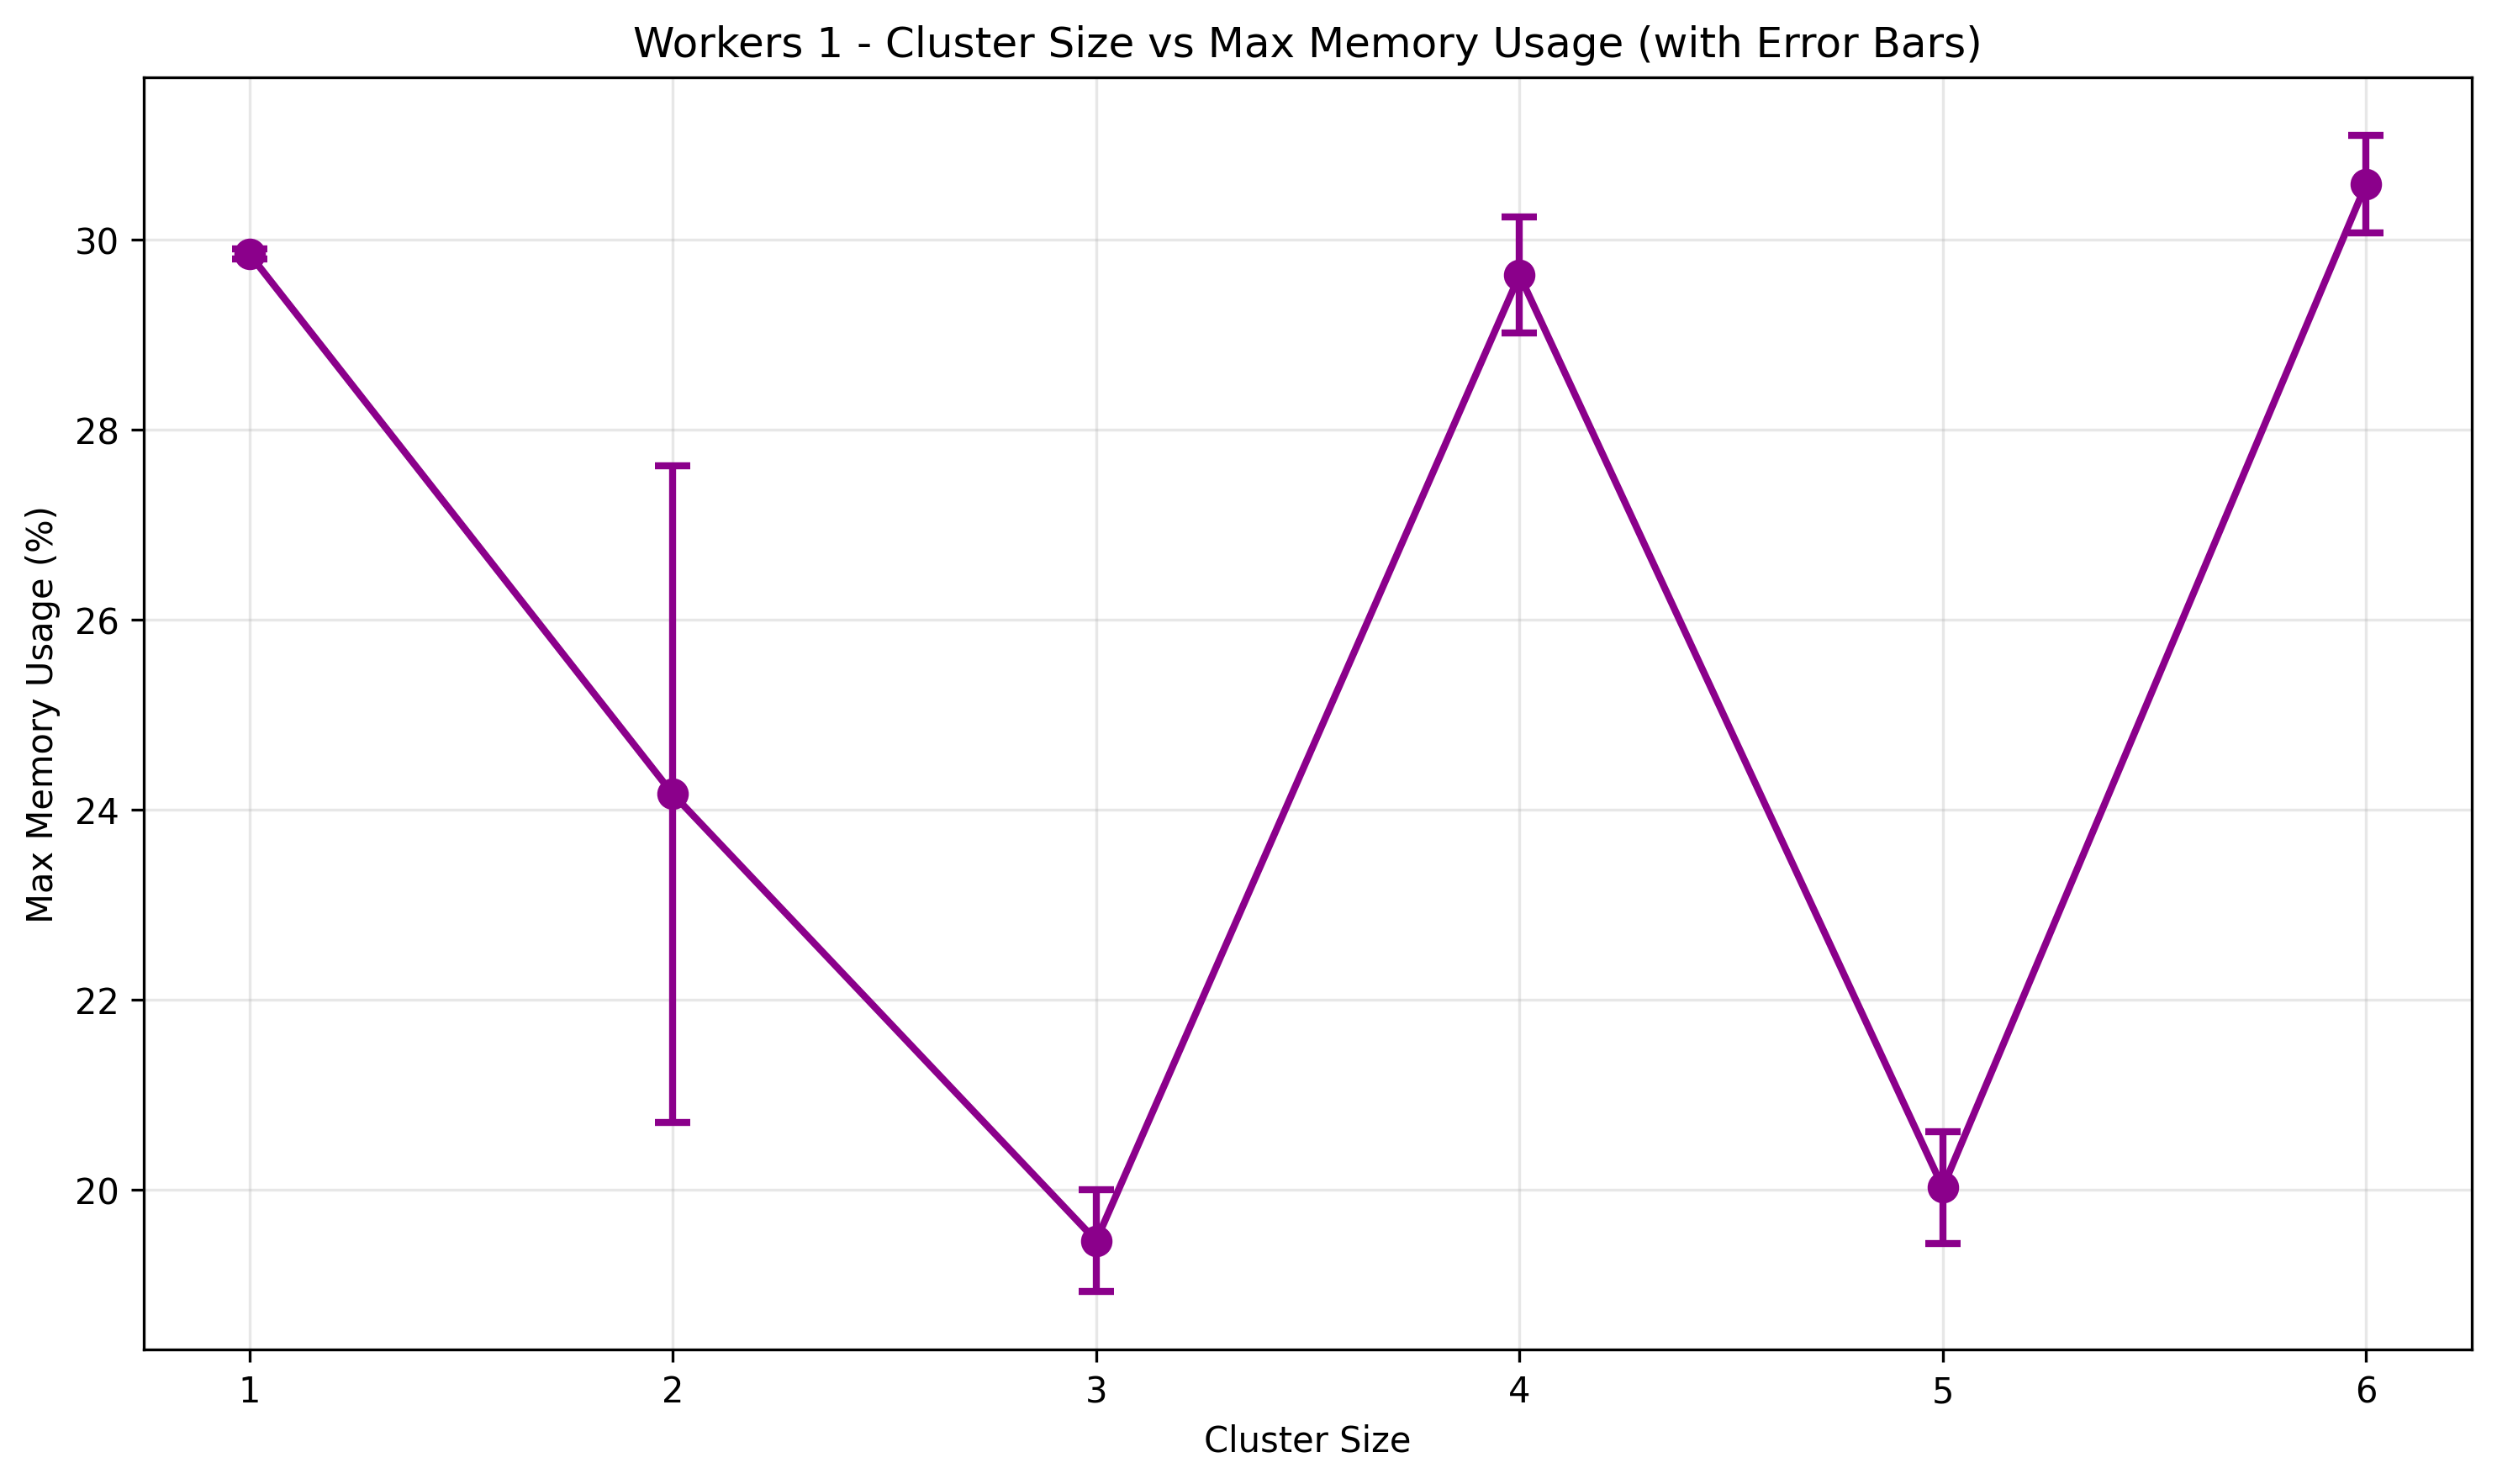 Workers 1 - Cluster Size vs Max Memory Usage (with Error Bars)
Max Memory Usage (%)
30
28
26
24
22
20
1 2 3 4 5 6
Cluster Size